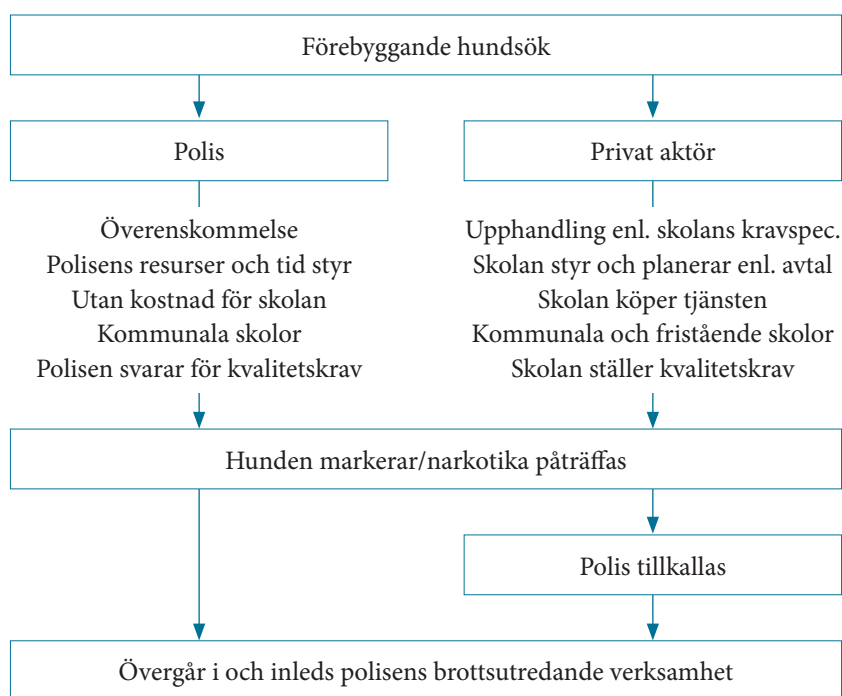 Förebyggande hundsök
Polis
Överenskommelse
Polisens resurser och tid styr
Utan kostnad för skolan
Kommunala skolor
Polisen svarar för kvalitetskrav
Privat aktör
Upphandling enl. skolans kravspec.
Skolan styr och planerar enl. avtal
Skolan köper tjänsten
Kommunala och fristående skolor
Skolan ställer kvalitetskrav
Hunden markerar/narkotika påträffas
Polis tillkallas
Övergår i och inleds polisens brottsutredande verksamhet